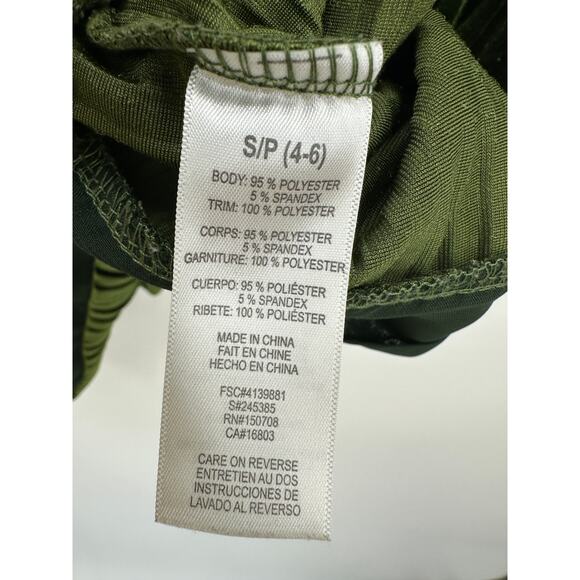 S/P (4-6)
BODY: 95 % POLYESTER
5 % SPANDEX
TRIM: 100 % POLYESTER
CORPS: 95 % POLYESTER
5 % SPANDEX
GARNITURE: 100 % POLYESTER
CUERPO: 95 % POLIÉSTER
5 % SPANDEX
RIBETE: 100 % POLIÉSTER
MADE IN CHINA
FAIT EN CHINE
HECHO EN CHINA
FSC#4139881
S#245385
RN#150708
CA#16803
CARE ON REVERSE
ENTRETIEN AU DOS
INSTRUCCIONES DE
LAVADO AL REVERSO